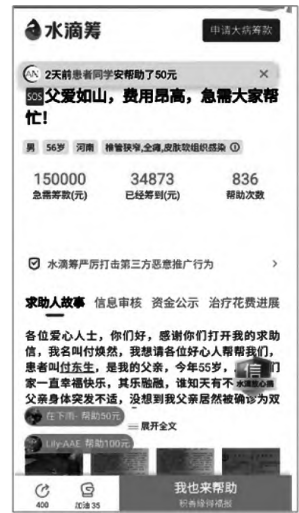 水滴筹
申请大病筹款
2天前患者同学安帮助了50元
SOS 父爱如山，费用昂高，急需大家帮
忙！
男 56岁 河南 椎管狭窄,全瘫,皮肤软组织感染
150000 34873 836
急需筹款(元) 已经筹到(元) 帮助次数
水滴筹严厉打击第三方恶意推广行为
求助人故事 信息审核 资金公示 治疗花费进展
各位爱心人士，你们好，感谢你们打开我的求助
信，我名叫付焕然，我想请各位好心人帮帮我们，
患者叫付东生，是我的父亲，今年55岁，
家一直幸福快乐，其乐融融，谁知天有不
父亲身体突发不适，没想到我父亲居然被确诊为双
信
在下雨- 帮助50元
展开全文
Lily-AAE 帮助100元
400 加油 35
我也来帮助